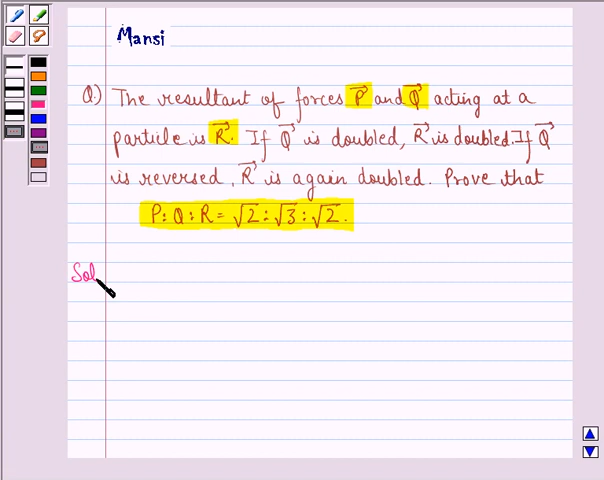 Mansi
Q.) The resultant of forces P⃗ and Q⃗ acting at a
particle is R⃗. If Q⃗ is doubled, R⃗ is doubled. If Q⃗
is reversed, R⃗ is again doubled. Prove that
P : Q : R = √2 : √3 : √2.
Sol